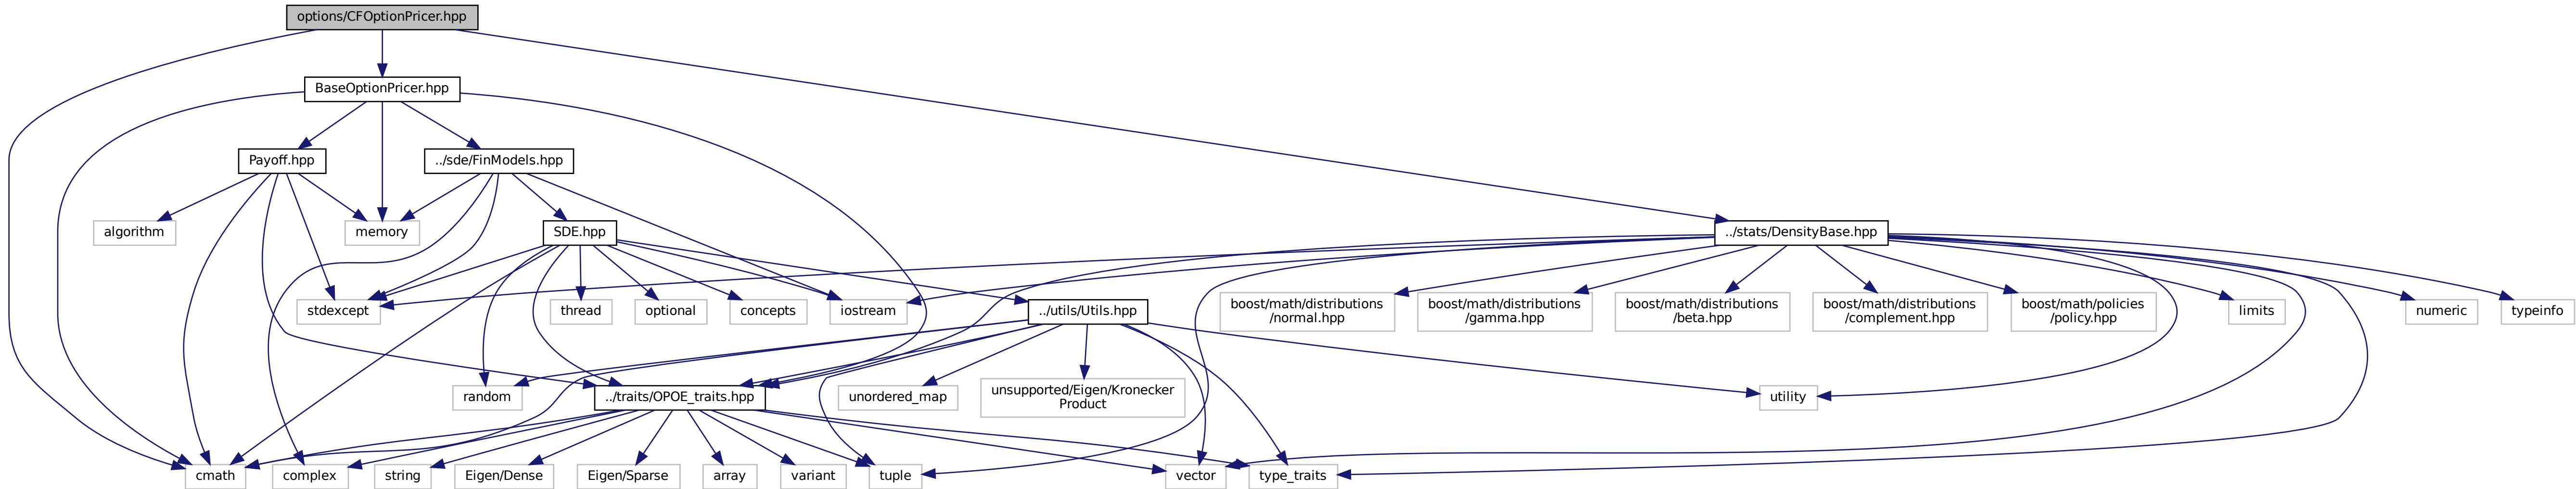 options/CFOptionPricer.hpp
BaseOptionPricer.hpp
Payoff.hpp
../sde/FinModels.hpp
algorithm
memory
SDE.hpp
../stats/DensityBase.hpp
stdexcept
thread
optional
concepts
iostream
../utils/Utils.hpp
boost/math/distributions
/normal.hpp
boost/math/distributions
/gamma.hpp
boost/math/distributions
/beta.hpp
boost/math/distributions
/complement.hpp
boost/math/policies
/policy.hpp
limits
numeric
typeinfo
random
../traits/OPOE_traits.hpp
unordered_map
unsupported/Eigen/Kronecker
Product
utility
cmath
complex
string
Eigen/Dense
Eigen/Sparse
array
variant
tuple
vector
type_traits